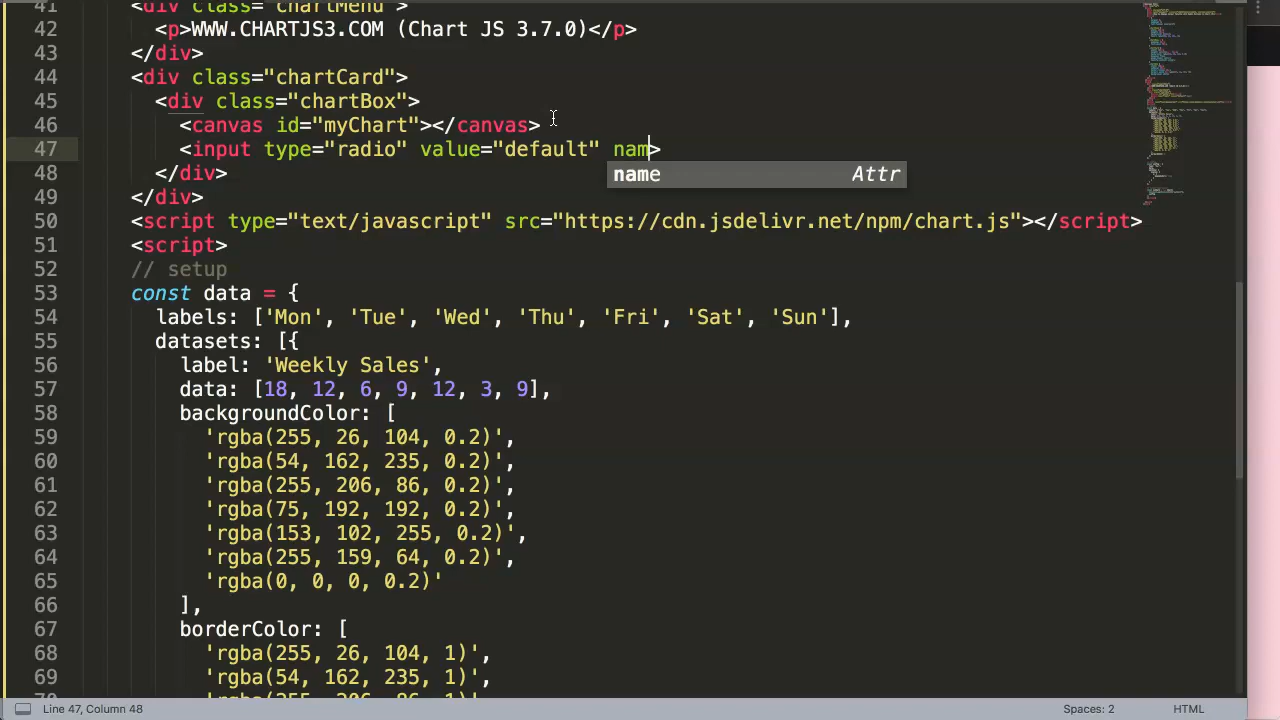 41 <div class="chartMenu">
42 <p>WWW.CHARTJS3.COM (Chart JS 3.7.0)</p>
43 </div>
44 <div class="chartCard">
45 <div class="chartBox">
46 <canvas id="myChart"></canvas>
47 <input type="radio" value="default" nam>
name Attr
48 </div>
49 </div>
50 <script type="text/javascript" src="https://cdn.jsdelivr.net/npm/chart.js"></script>
51 <script>
52 // setup
53 const data = {
54 labels: ['Mon', 'Tue', 'Wed', 'Thu', 'Fri', 'Sat', 'Sun'],
55 datasets: [{
56 label: 'Weekly Sales',
57 data: [18, 12, 6, 9, 12, 3, 9],
58 backgroundColor: [
59 'rgba(255, 26, 104, 0.2)',
60 'rgba(54, 162, 235, 0.2)',
61 'rgba(255, 206, 86, 0.2)',
62 'rgba(75, 192, 192, 0.2)',
63 'rgba(153, 102, 255, 0.2)',
64 'rgba(255, 159, 64, 0.2)',
65 'rgba(0, 0, 0, 0.2)'
66 ],
67 borderColor: [
68 'rgba(255, 26, 104, 1)',
69 'rgba(54, 162, 235, 1)',
70 'rgba(255, 206, 86, 1)',
Line 47, Column 48 Spaces: 2 HTML